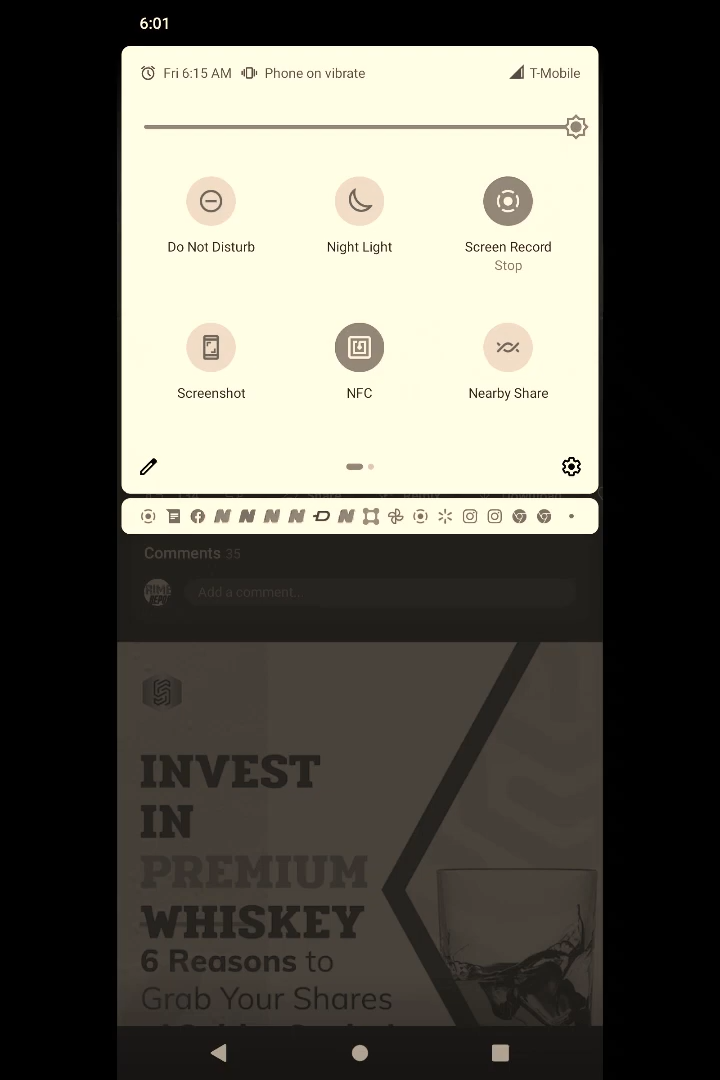 6:01
Fri 6:15 AM Phone on vibrate T-Mobile
Do Not Disturb Night Light Screen Record
Stop
Screenshot NFC Nearby Share
Comments 35
Add a comment...
INVEST
IN
PREMIUM
WHISKEY
6 Reasons to
Grab Your Shares